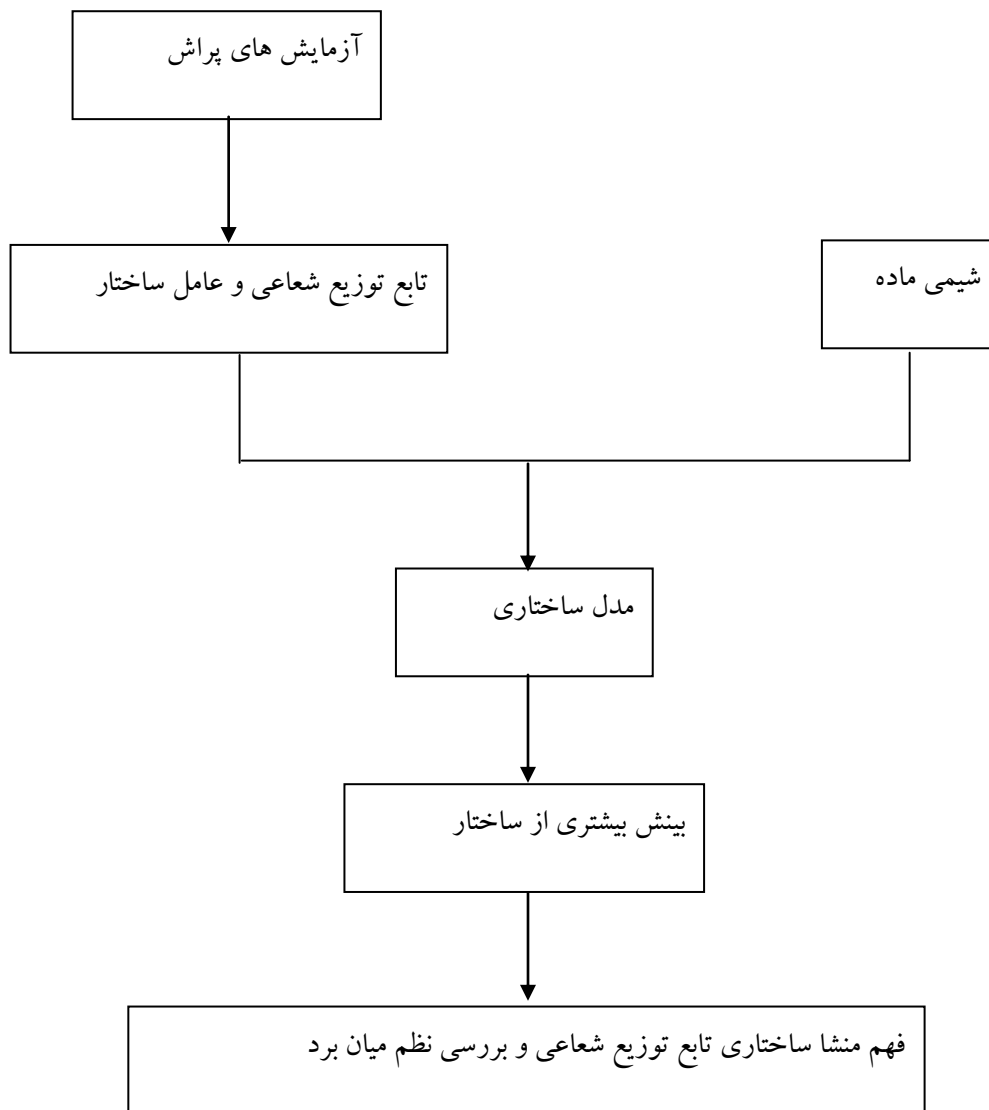 آزمایش های پراش
تابع توزیع شعاعی و عامل ساختار
شیمی ماده
مدل ساختاری
بینش بیشتری از ساختار
فهم منشا ساختاری تابع توزیع شعاعی و بررسی نظم میان برد